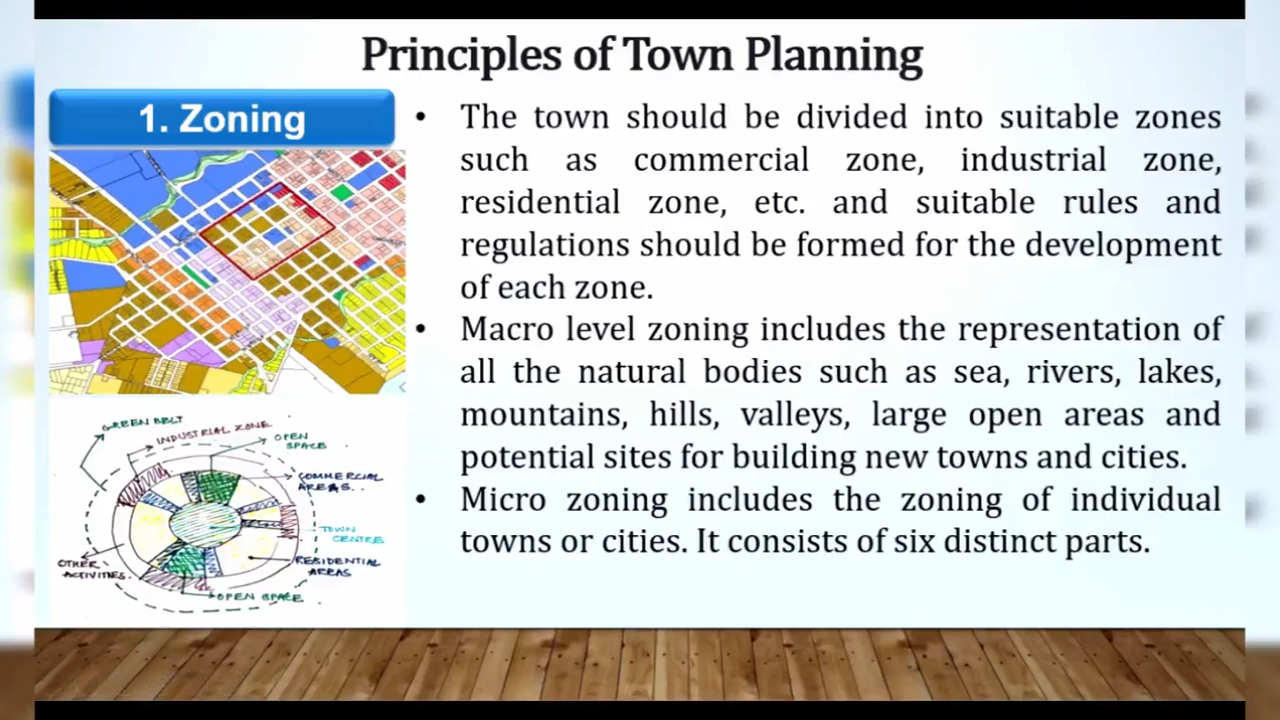 Principles of Town Planning
1. Zoning
• The town should be divided into suitable zones
such as commercial zone, industrial zone,
residential zone, etc. and suitable rules and
regulations should be formed for the development
of each zone.
• Macro level zoning includes the representation of
all the natural bodies such as sea, rivers, lakes,
mountains, hills, valleys, large open areas and
potential sites for building new towns and cities.
• Micro zoning includes the zoning of individual
towns or cities. It consists of six distinct parts.
GREEN BELT
INDUSTRIAL ZONE
OPEN
SPACE
COMMERCIAL
AREAS..
TOWN
CENTRE
RESIDENTIAL
AREAS
OTHER
ACTIVITIES.
OPEN SPACE